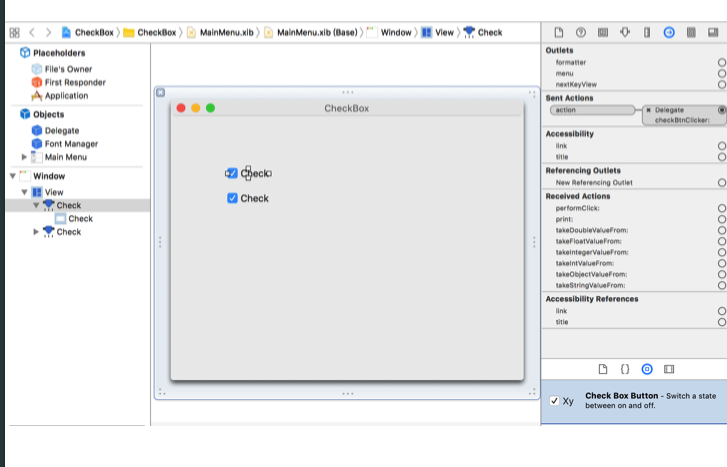 CheckBox CheckBox MainMenu.xib MainMenu.xib (Base) Window View Check
Placeholders
File's Owner
First Responder
Application
Objects
Delegate
Font Manager
Main Menu
Window
View
Check
Check
Check
CheckBox
Check
Check
Outlets
formatter
menu
nextKeyView
Sent Actions
action
Delegate
checkBtnClicker:
Accessibility
link
title
Referencing Outlets
New Referencing Outlet
Received Actions
performClick:
print:
takeDoubleValueFrom:
takeFloatValueFrom:
takeIntegerValueFrom:
takeIntValueFrom:
takeObjectValueFrom:
takeStringValueFrom:
Accessibility References
link
title
Xy
Check Box Button - Switch a state
between on and off.